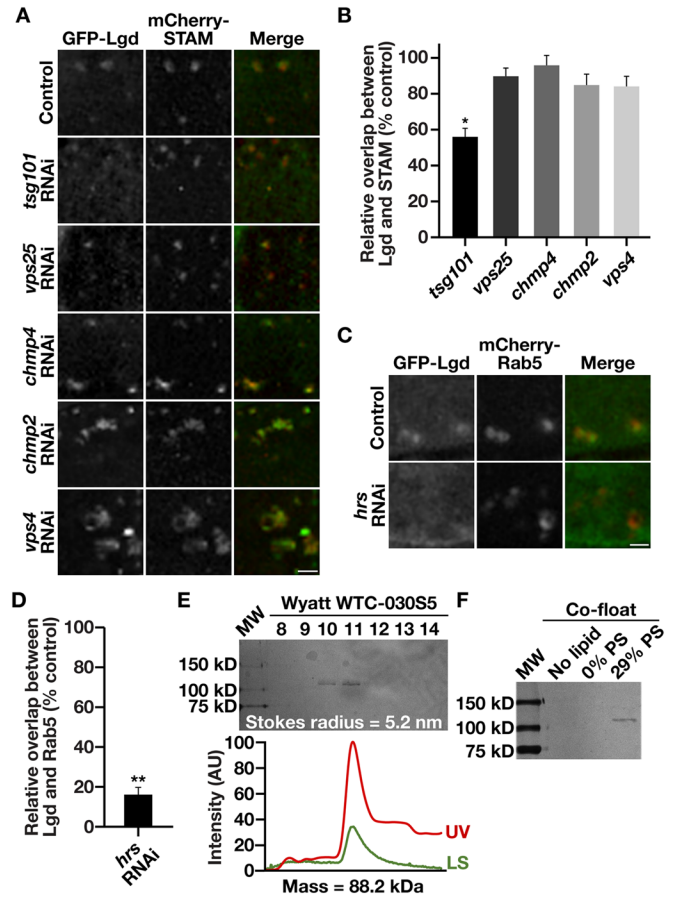 A
GFP-Lgd
mCherry-
STAM
Merge
Control
tsg101
RNAi
vps25
RNAi
chmp4
RNAi
chmp2
RNAi
vps4
RNAi
B
Relative overlap between
Lgd and STAM (% control)
100
80
60
40
20
0
*
tsg101
vps25
chmp4
chmp2
vps4
C
GFP-Lgd
mCherry-
Rab5
Merge
Control
hrs
RNAi
D
Relative overlap between
Lgd and Rab5 (% control)
100
80
60
40
20
0
**
hrs
RNAi
E
Wyatt WTC-030S5
MW
8 9 10 11 12 13 14
150 kD
100 kD
75 kD
Stokes radius = 5.2 nm
Intensity (AU)
100
80
60
40
20
0
UV
LS
Mass = 88.2 kDa
F
Co-float
MW
No lipid
0% PS
29% PS
150 kD
100 kD
75 kD